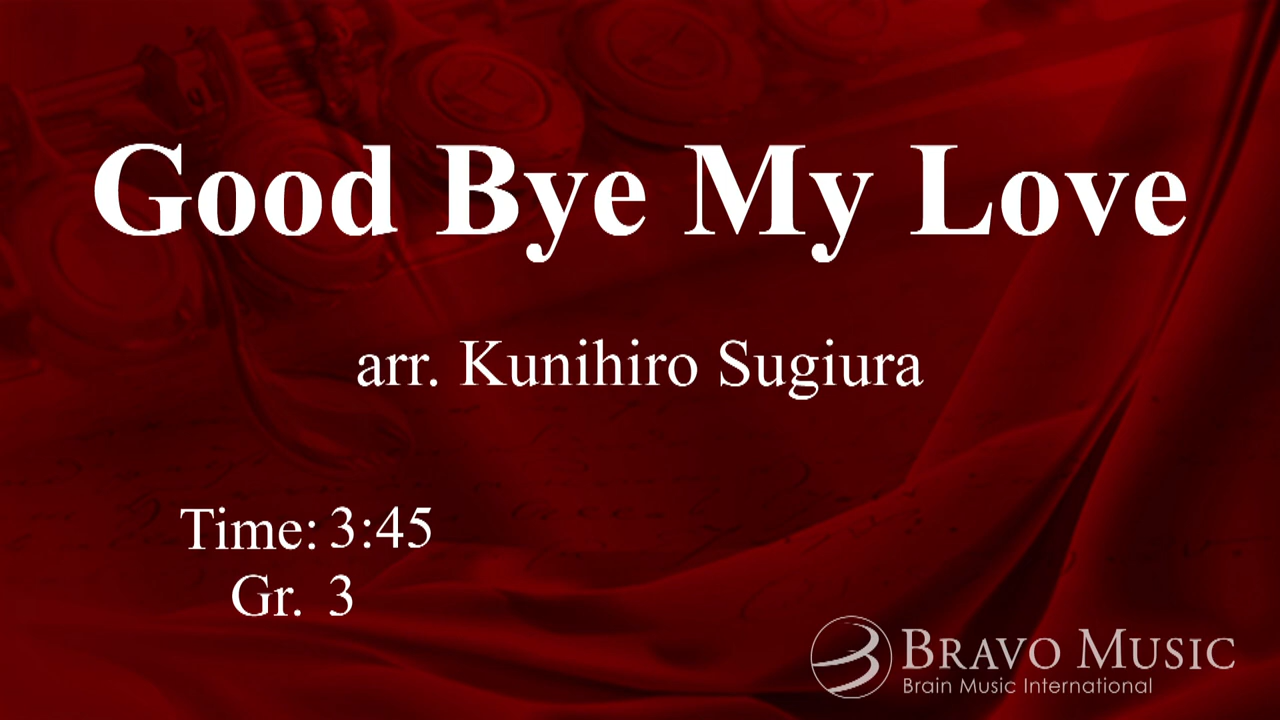 Good Bye My Love
arr. Kunihiro Sugiura
Time: 3:45
Gr. 3
BRAVO MUSIC
Brain Music International